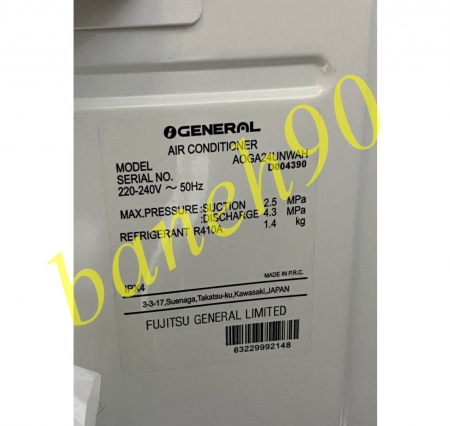 GENERAL
AIR CONDITIONER
MODEL AOGA24UNWAH
SERIAL NO. D004390
220-240V ~ 50Hz
MAX.PRESSURE :SUCTION 2.5 MPa
:DISCHARGE 4.3 MPa
REFRIGERANT R410A 1.4 kg
IPX4
MADE IN P.R.C.
3-3-17,Suenaga,Takatsu-ku,Kawasaki,JAPAN
FUJITSU GENERAL LIMITED
63229992148
baneh90